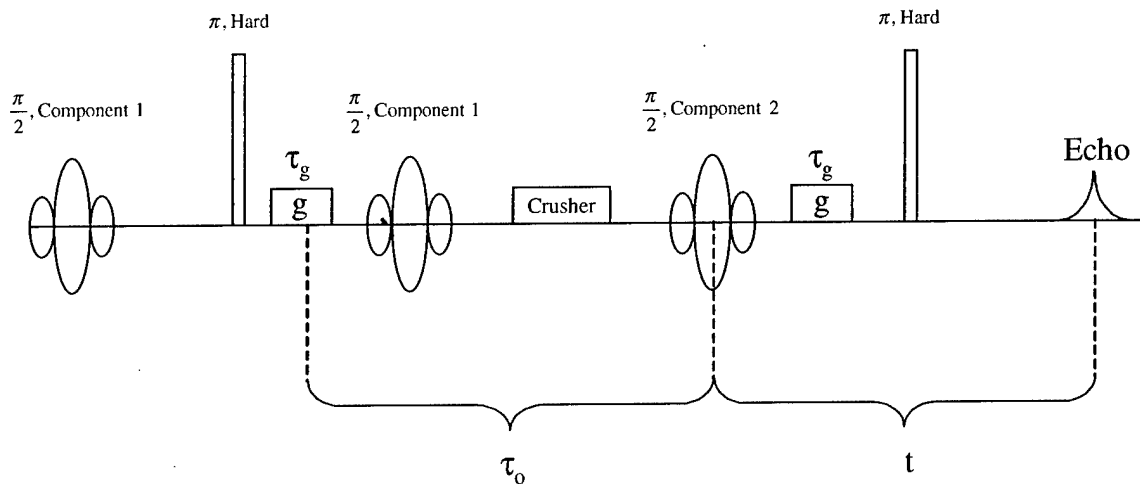 π, Hard
π, Hard
π/2, Component 1
π/2, Component 1
π/2, Component 2
τg
τg
Echo
g
Crusher
g
τo
t